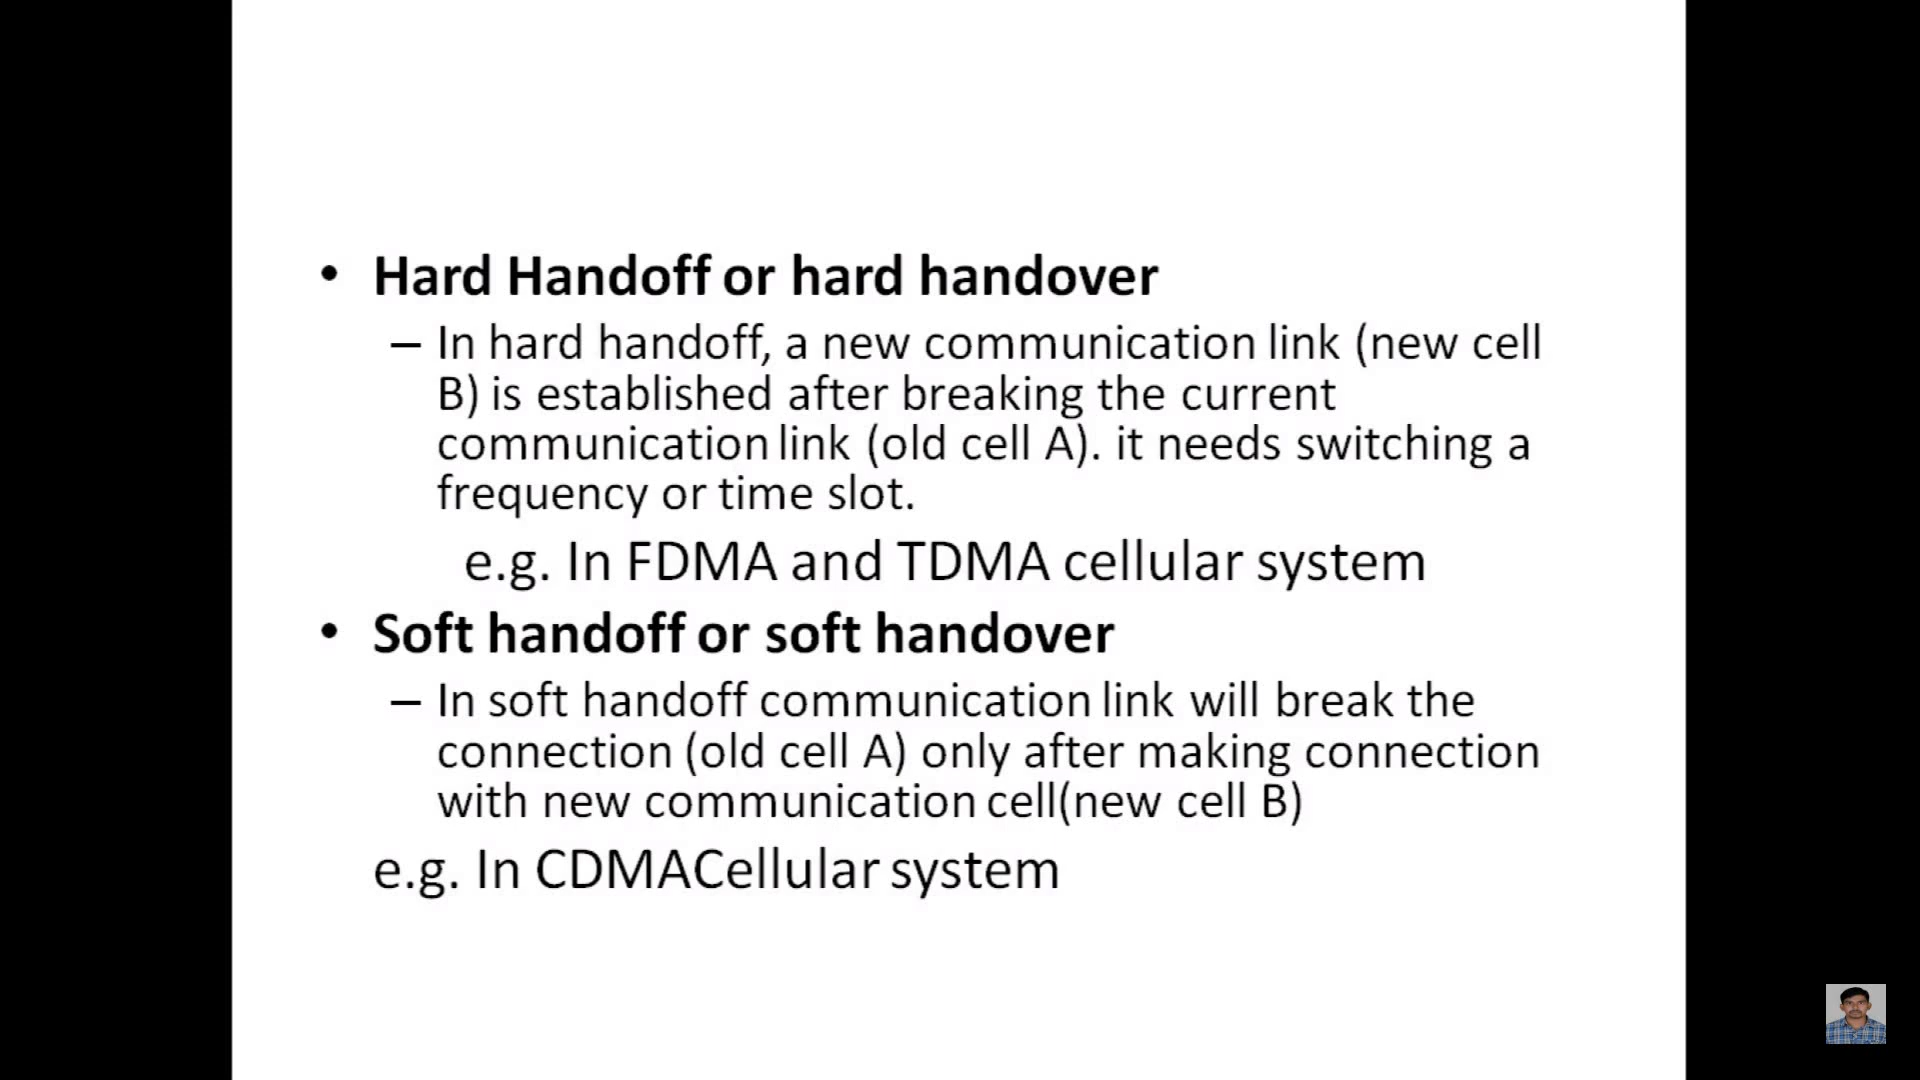 • Hard Handoff or hard handover
– In hard handoff, a new communication link (new cell
B) is established after breaking the current
communication link (old cell A). it needs switching a
frequency or time slot.
e.g. In FDMA and TDMA cellular system
• Soft handoff or soft handover
– In soft handoff communication link will break the
connection (old cell A) only after making connection
with new communication cell(new cell B)
e.g. In CDMACellular system